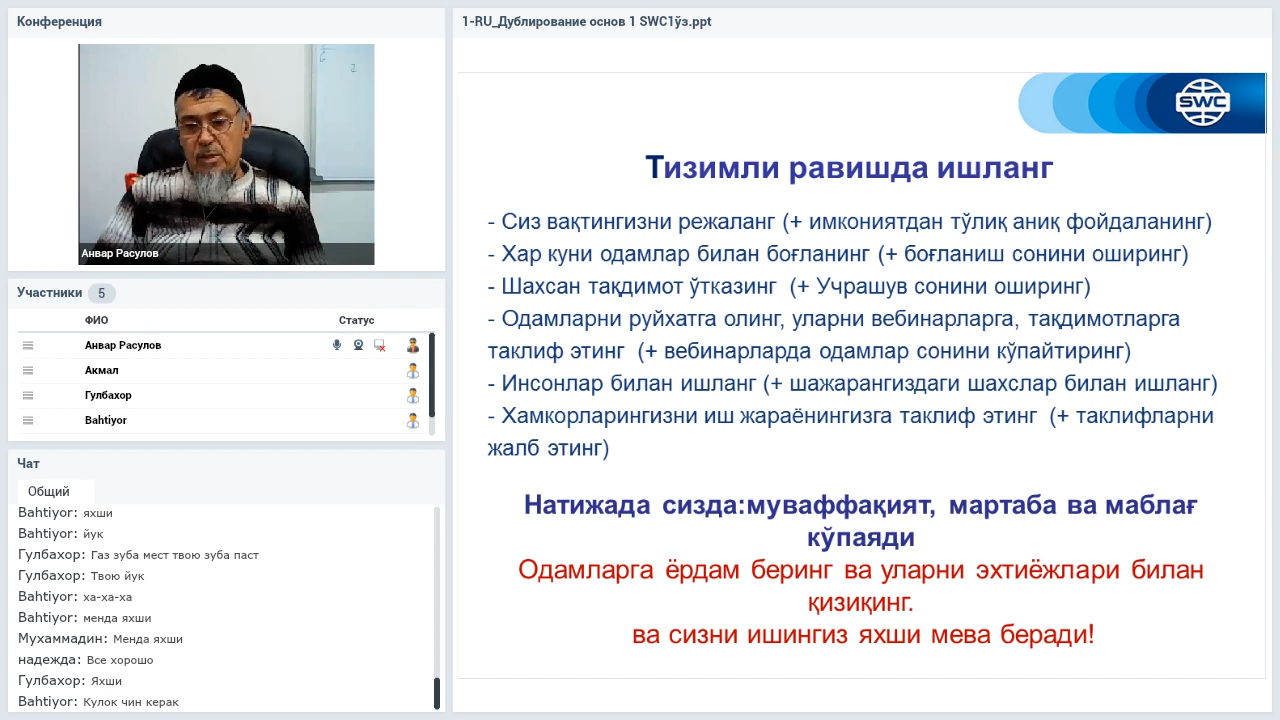 Конференция
Анвар Расулов
Участники 5
ФИО Статус
Анвар Расулов
Акмал
Гулбахор
Bahtiyor
Чат
Общий
Bahtiyor: яхши
Bahtiyor: йук
Гулбахор: Газ зуба мест твою зуба паст
Гулбахор: Твою йук
Bahtiyor: ха-ха-ха
Bahtiyor: менда яхши
Мухаммадин: Менда яхши
надежда: Все хорошо
Гулбахор: Яхши
Bahtiyor: Кулок чин керак
1-RU_Дублирование основ 1 SWC1ўз.ppt
SWC
Тизимли равишда ишланг
- Сиз вақтингизни режаланг (+ имкониятдан тўлиқ аниқ фойдаланинг)
- Хар куни одамлар билан боғланинг (+ боғланиш сонини оширинг)
- Шахсан тақдимот ўтказинг (+ Учрашув сонини оширинг)
- Одамларни руйхатга олинг, уларни вебинарларга, тақдимотларга
таклиф этинг (+ вебинарларда одамлар сонини кўпайтиринг)
- Инсонлар билан ишланг (+ шажарангиздаги шахслар билан ишланг)
- Хамкорларингизни иш жараёнингизга таклиф этинг (+ таклифларни
жалб этинг)
Натижада сизда:муваффақият, мартаба ва маблағ
кўпаяди
Одамларга ёрдам беринг ва уларни эхтиёжлари билан
қизиқинг.
ва сизни ишингиз яхши мева беради!